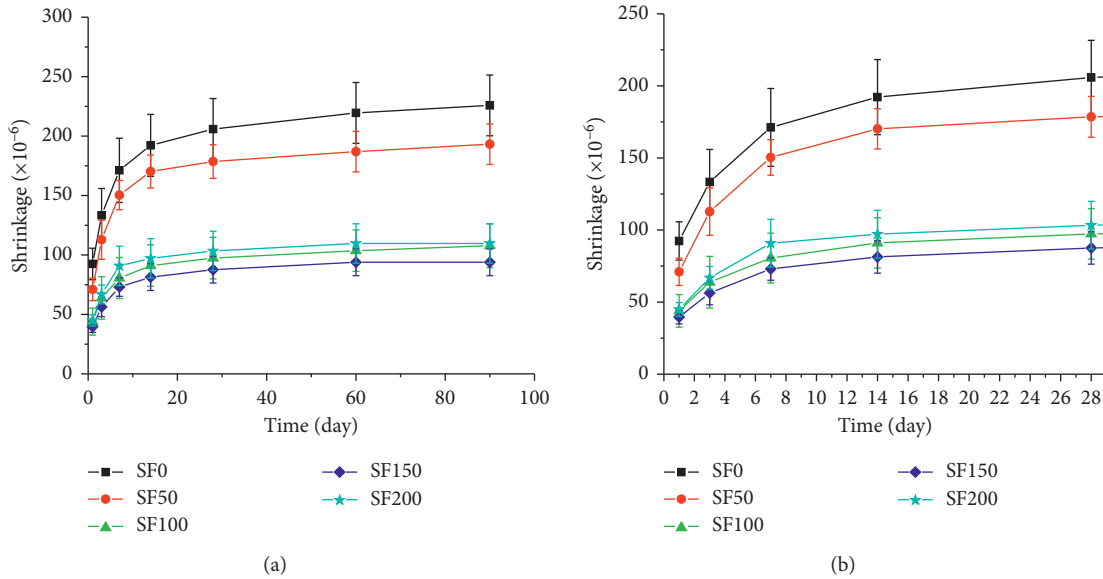 300
250
200
150
100
50
0
Shrinkage (×10⁻⁶)
0 20 40 60 80 100
Time (day)
SF0
SF50
SF100
SF150
SF200
(a)
250
200
150
100
50
0
Shrinkage (×10⁻⁶)
0 2 4 6 8 10 12 14 16 18 20 22 24 26 28
Time (day)
SF0
SF50
SF100
SF150
SF200
(b)